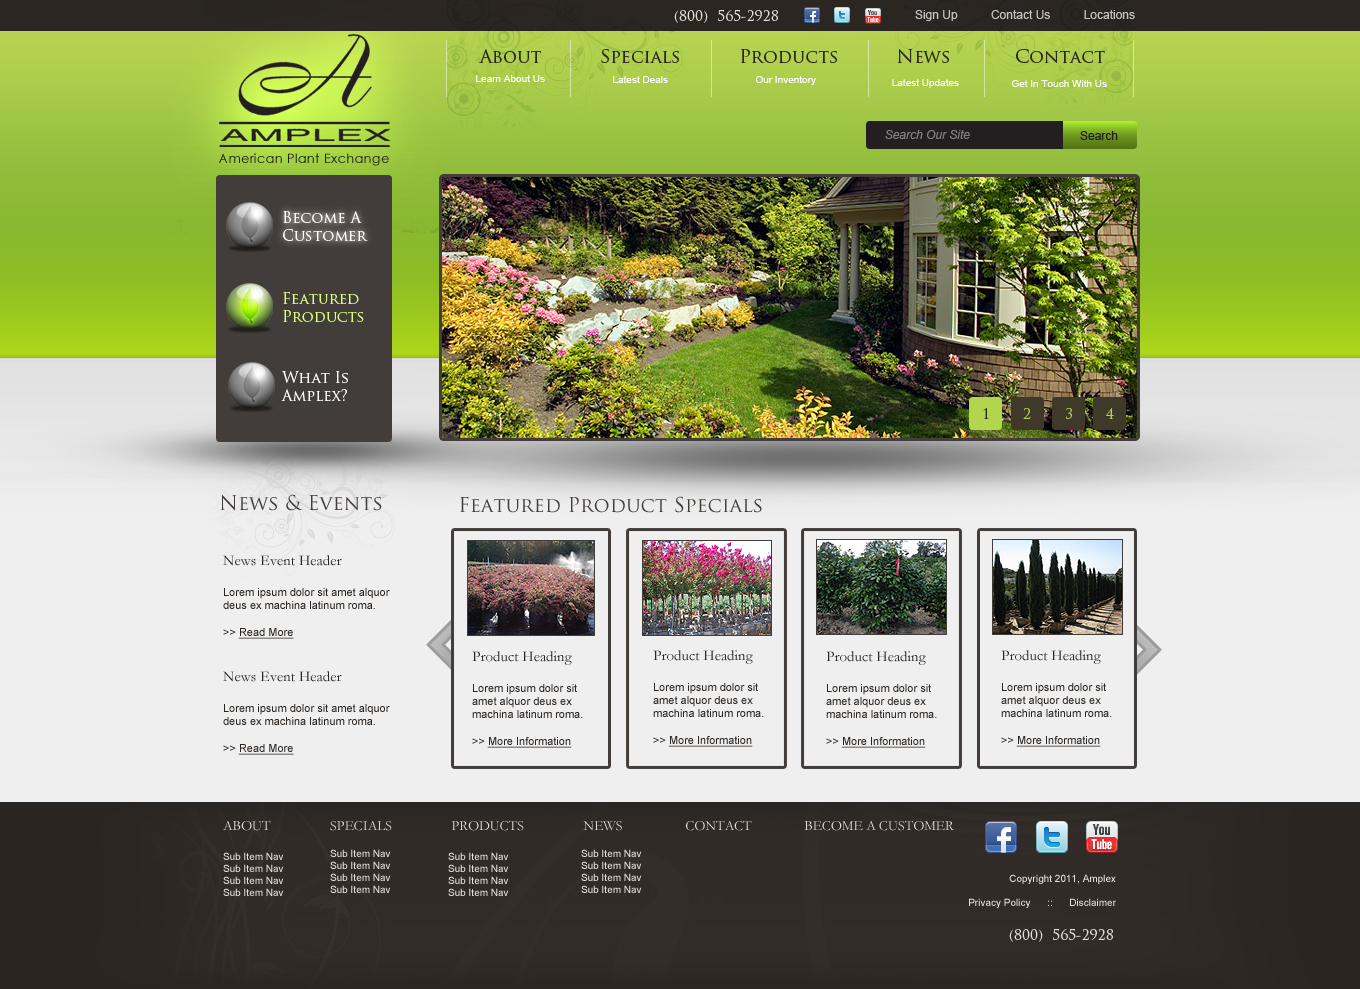 (800) 565-2928
Sign Up
Contact Us
Locations
A
AMPLEX
American Plant Exchange
About
Learn About Us
Specials
Latest Deals
Products
Our Inventory
News
Latest Updates
Contact
Get In Touch With Us
Search Our Site
Search
Become A
Customer
Featured
Products
What Is
Amplex?
1 2 3 4
News & Events
News Event Header
Lorem ipsum dolor sit amet alquor
deus ex machina latinum roma.
>> Read More
News Event Header
Lorem ipsum dolor sit amet alquor
deus ex machina latinum roma.
>> Read More
Featured Product Specials
Product Heading
Lorem ipsum dolor sit
amet alquor deus ex
machina latinum roma.
>> More Information
Product Heading
Lorem ipsum dolor sit
amet alquor deus ex
machina latinum roma.
>> More Information
Product Heading
Lorem ipsum dolor sit
amet alquor deus ex
machina latinum roma.
>> More Information
Product Heading
Lorem ipsum dolor sit
amet alquor deus ex
machina latinum roma.
>> More Information
ABOUT
Sub Item Nav
Sub Item Nav
Sub Item Nav
Sub Item Nav
SPECIALS
Sub Item Nav
Sub Item Nav
Sub Item Nav
Sub Item Nav
PRODUCTS
Sub Item Nav
Sub Item Nav
Sub Item Nav
Sub Item Nav
NEWS
Sub Item Nav
Sub Item Nav
Sub Item Nav
Sub Item Nav
CONTACT
BECOME A CUSTOMER
You
Tube
Copyright 2011, Amplex
Privacy Policy :: Disclaimer
(800) 565-2928